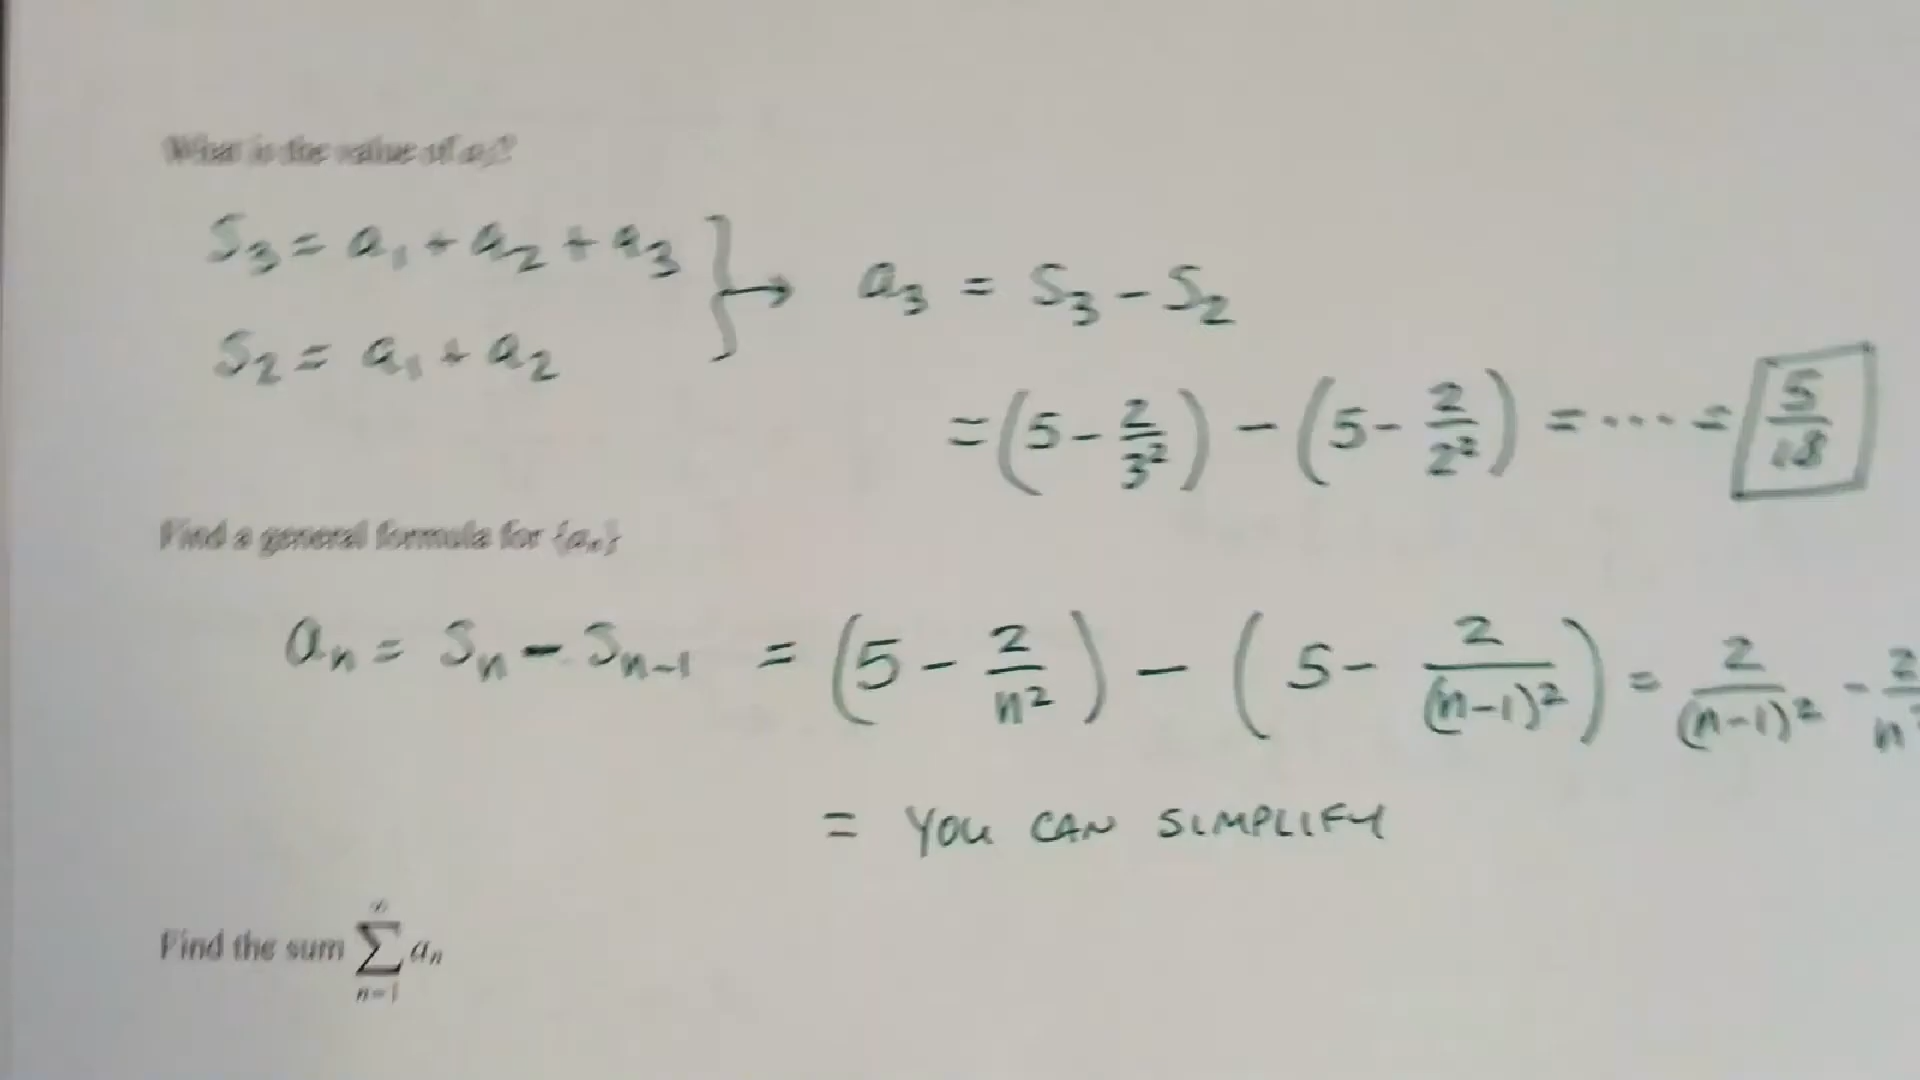 What is the value of a₃?
S₃ = a₁ + a₂ + a₃
S₂ = a₁ + a₂
} → a₃ = S₃ - S₂
= (5 - 2/3²) - (5 - 2/2²) = ... = 5/18
Find a general formula for {aₙ}
aₙ = Sₙ - Sₙ₋₁ = (5 - 2/n²) - (5 - 2/(n-1)²) = 2/(n-1)² - 2/n²
= YOU CAN SIMPLIFY
Find the sum ∑ₙ₌₁^∞ aₙ